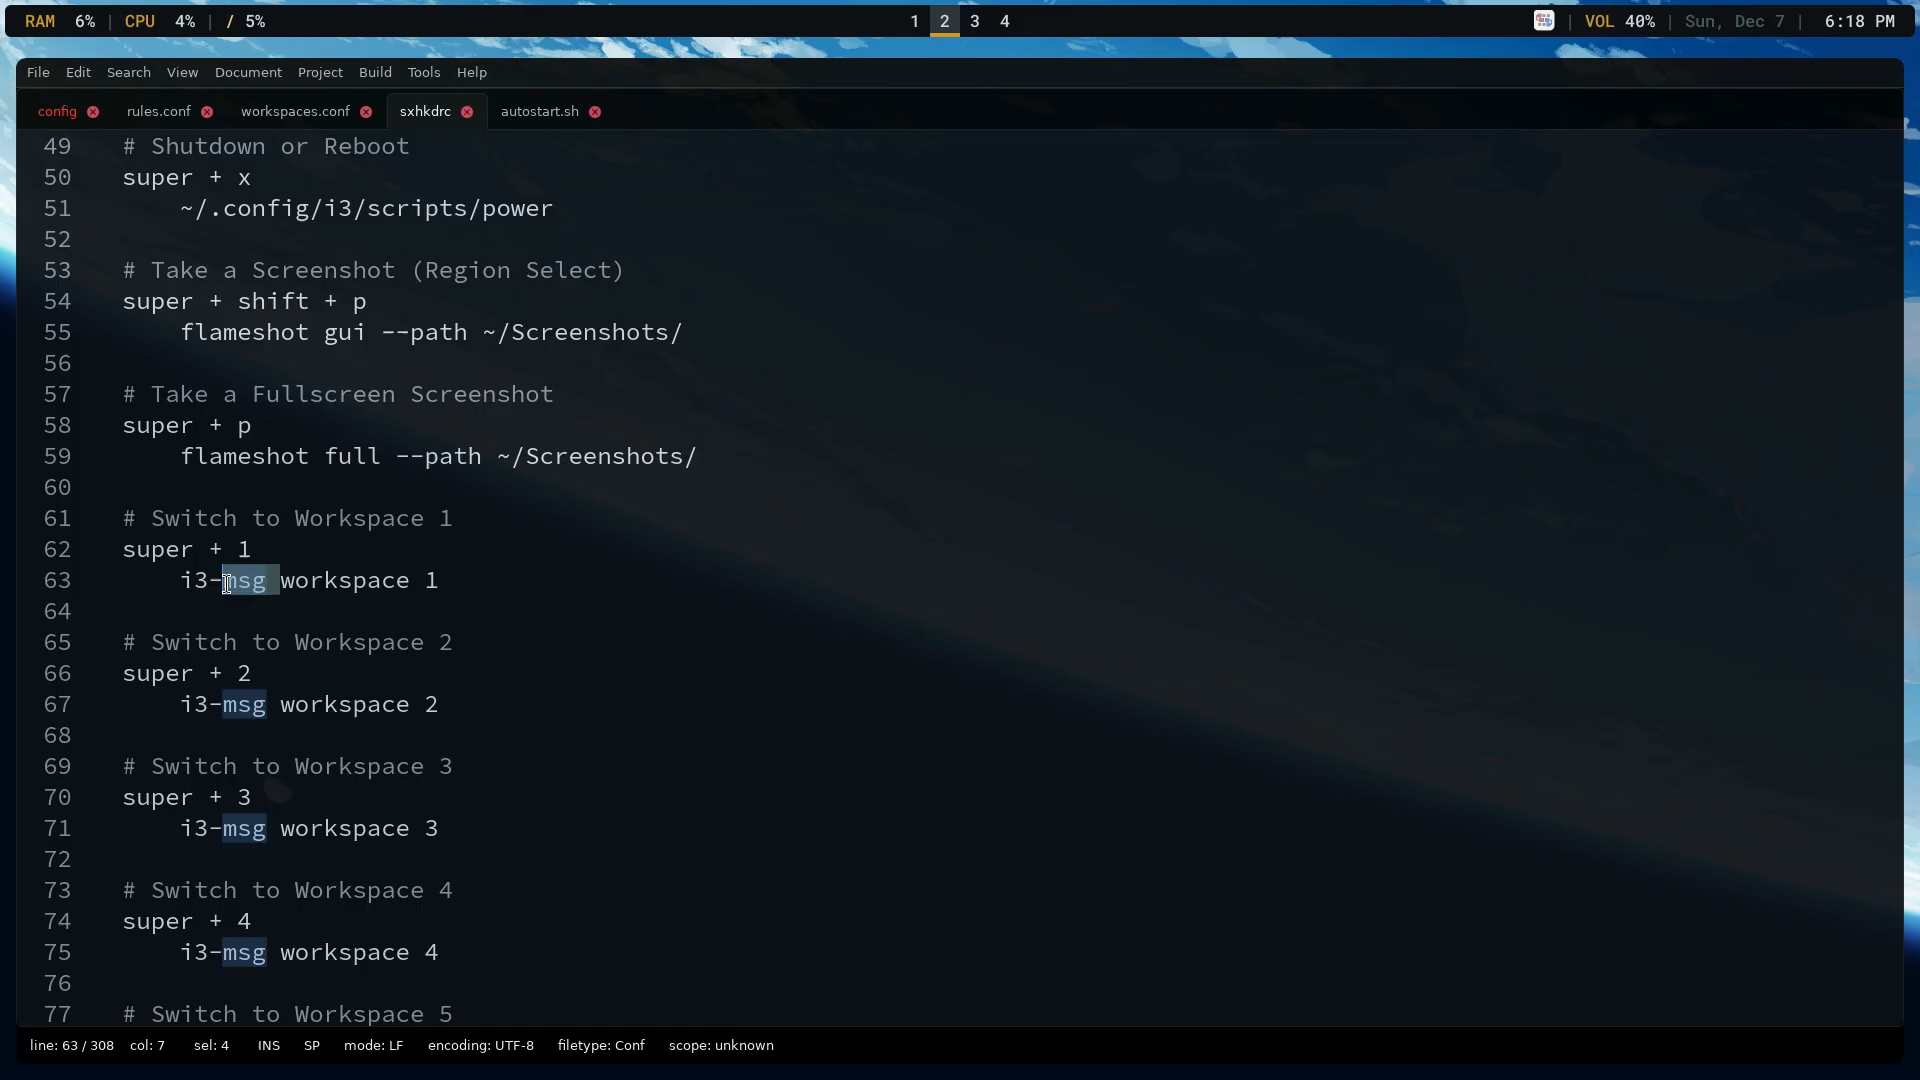 RAM 6% | CPU 4% | / 5%
1 2 3 4
| VOL 40% | Sun, Dec 7 | 6:18 PM
File Edit Search View Document Project Build Tools Help
config rules.conf workspaces.conf sxhkdrc autostart.sh
49 # Shutdown or Reboot
50 super + x
51 ~/.config/i3/scripts/power
52
53 # Take a Screenshot (Region Select)
54 super + shift + p
55 flameshot gui --path ~/Screenshots/
56
57 # Take a Fullscreen Screenshot
58 super + p
59 flameshot full --path ~/Screenshots/
60
61 # Switch to Workspace 1
62 super + 1
63 i3-msg workspace 1
64
65 # Switch to Workspace 2
66 super + 2
67 i3-msg workspace 2
68
69 # Switch to Workspace 3
70 super + 3
71 i3-msg workspace 3
72
73 # Switch to Workspace 4
74 super + 4
75 i3-msg workspace 4
76
77 # Switch to Workspace 5
line: 63 / 308 col: 7 sel: 4 INS SP mode: LF encoding: UTF-8 filetype: Conf scope: unknown